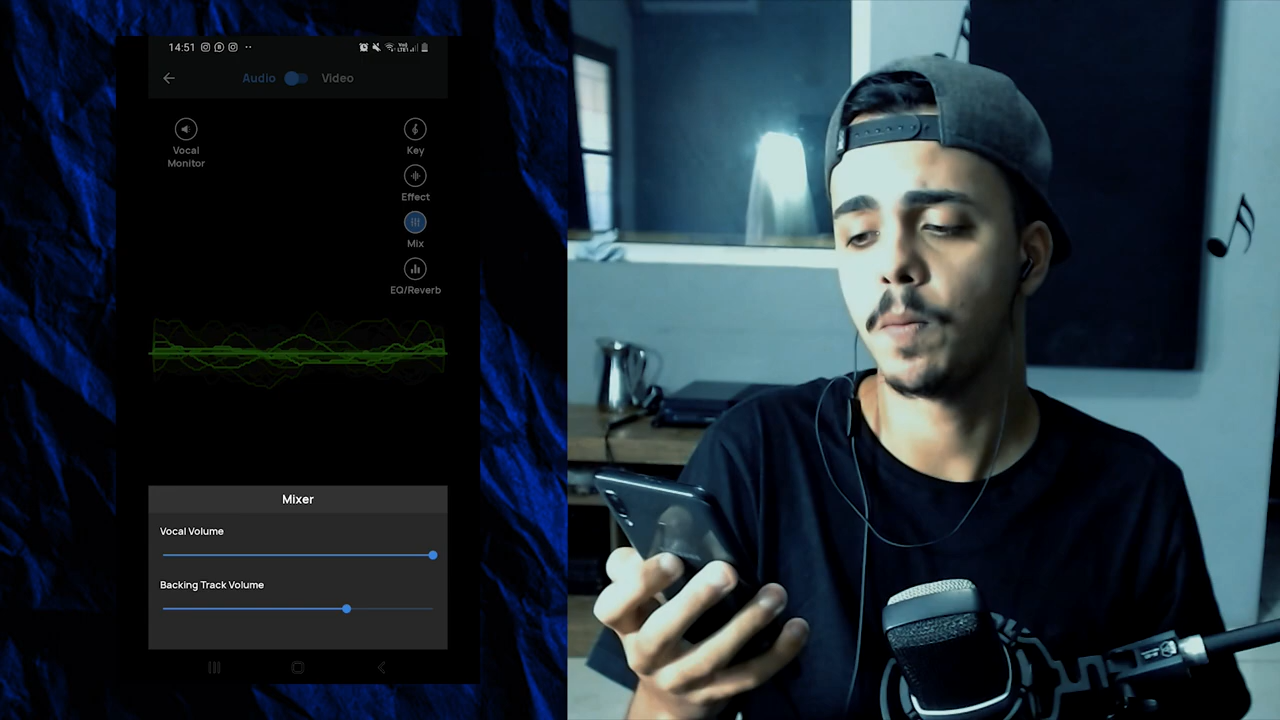 14:51
Audio Video
Vocal
Monitor
Key
Effect
Mix
EQ/Reverb
Mixer
Vocal Volume
Backing Track Volume